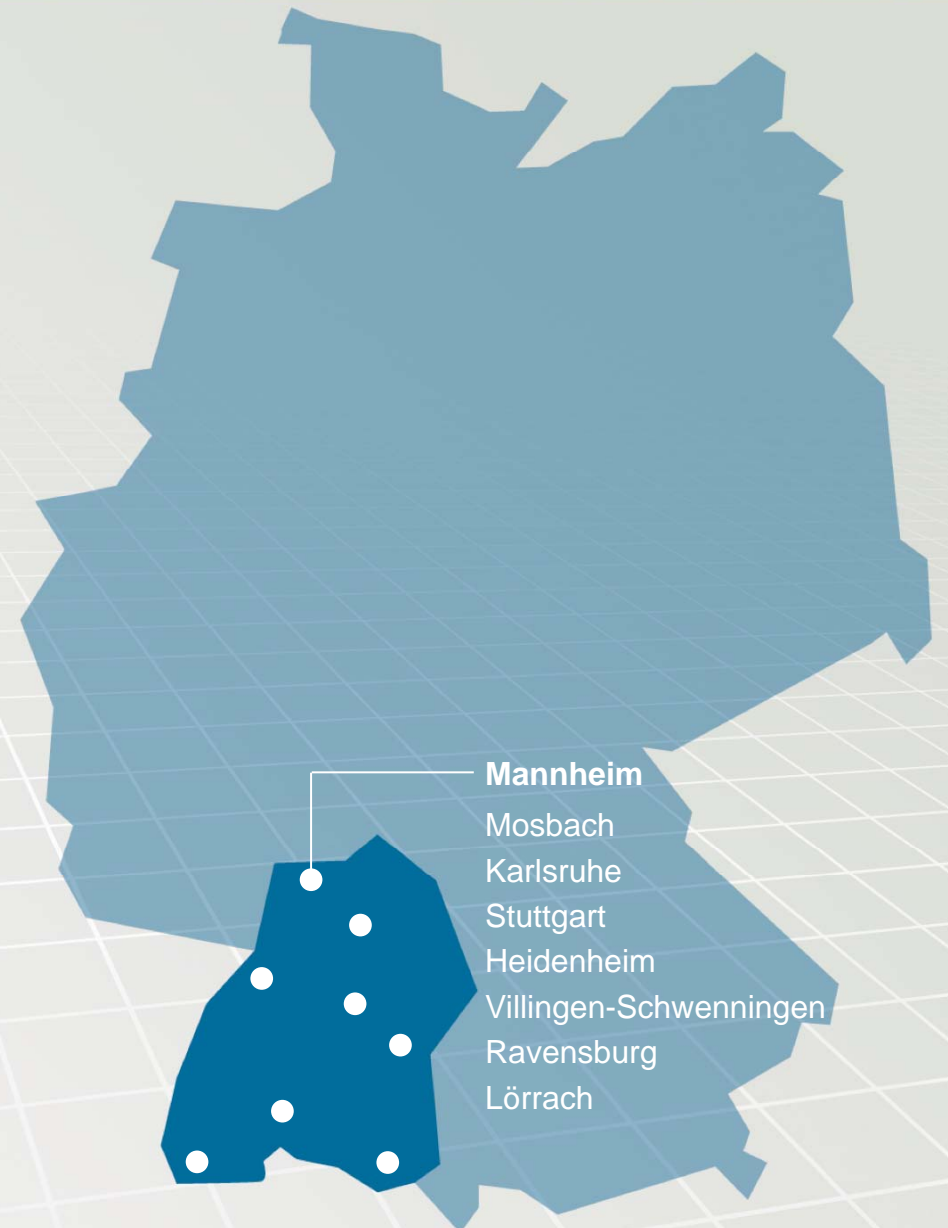 Mannheim
Mosbach
Karlsruhe
Stuttgart
Heidenheim
Villingen-Schwenningen
Ravensburg
Lörrach